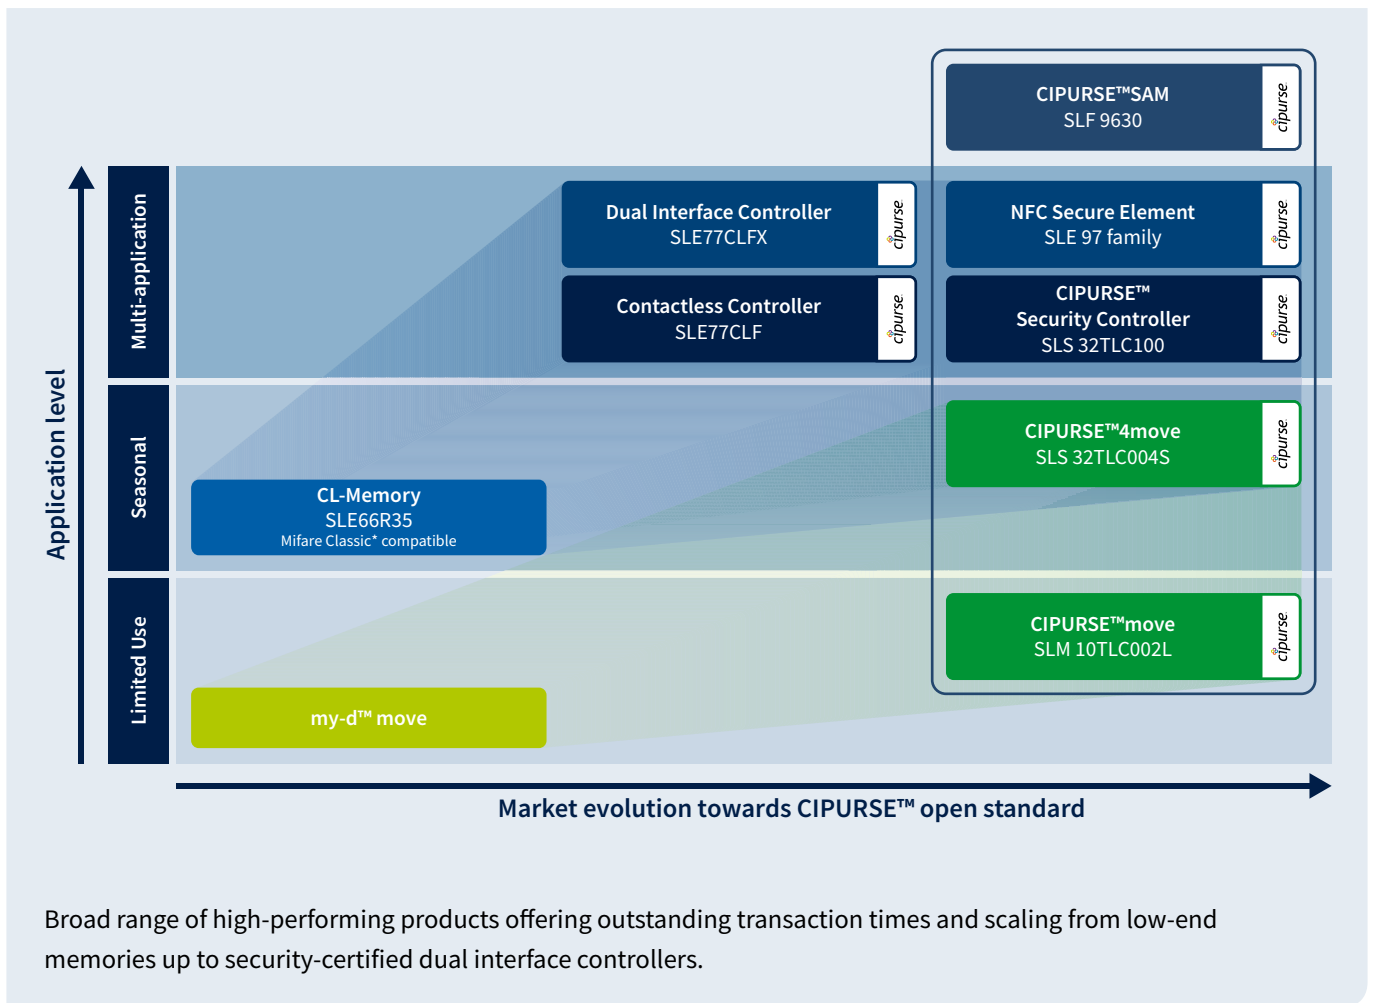 CIPURSE™SAM
SLF 9630
cipurse
Multi-application
Dual Interface Controller
SLE77CLFX
cipurse
NFC Secure Element
SLE 97 family
cipurse
Contactless Controller
SLE77CLF
cipurse
CIPURSE™
Security Controller
SLS 32TLC100
cipurse
Application level
Seasonal
CIPURSE™4move
SLS 32TLC004S
cipurse
CL-Memory
SLE66R35
Mifare Classic* compatible
Limited Use
CIPURSE™move
SLM 10TLC002L
cipurse
my-d™ move
Market evolution towards CIPURSE™ open standard
Broad range of high-performing products offering outstanding transaction times and scaling from low-end
memories up to security-certified dual interface controllers.